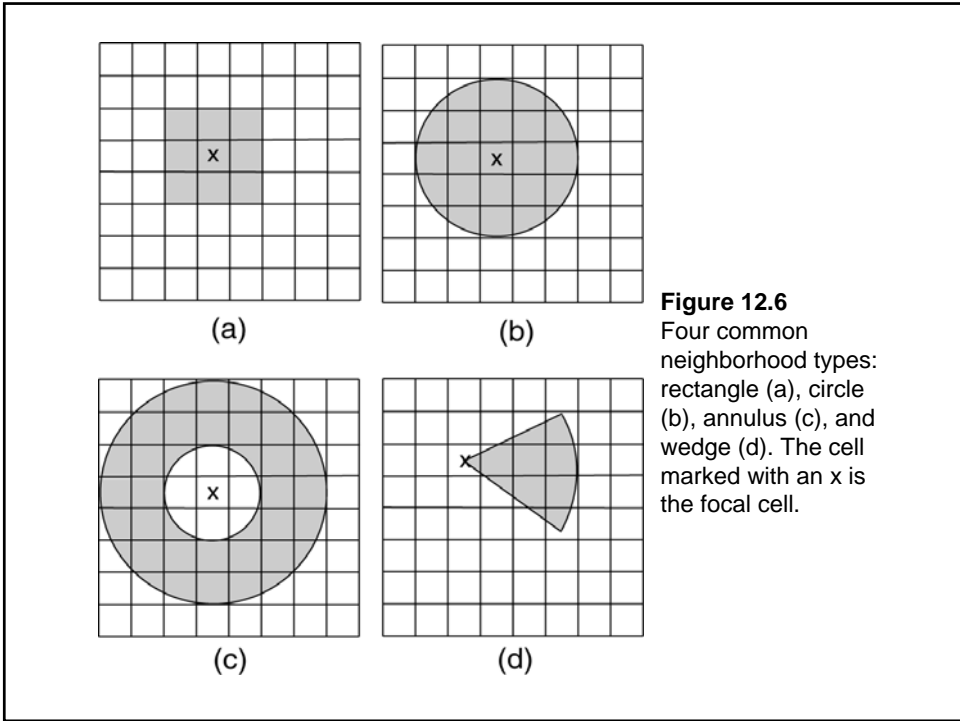 x
x
(a)
(b)
Figure 12.6
Four common
neighborhood types:
rectangle (a), circle
(b), annulus (c), and
wedge (d). The cell
marked with an x is
the focal cell.
x
x
(c)
(d)